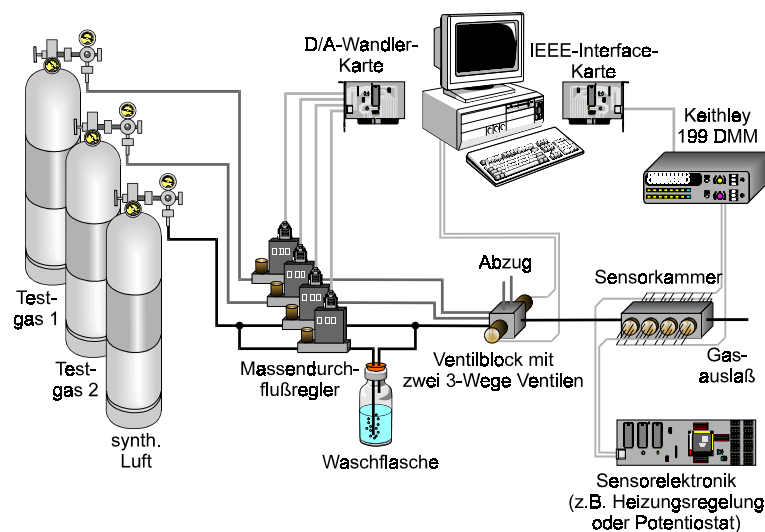 D/A-Wandler-
Karte
IEEE-Interface-
Karte
Keithley
199 DMM
Abzug
Sensorkammer
Test-
gas 1
Test-
gas 2
synth.
Luft
Massendurch-
flußregler
Ventilblock mit
zwei 3-Wege Ventilen
Gas-
auslaß
Waschflasche
Sensorelektronik
(z.B. Heizungsregelung
oder Potentiostat)